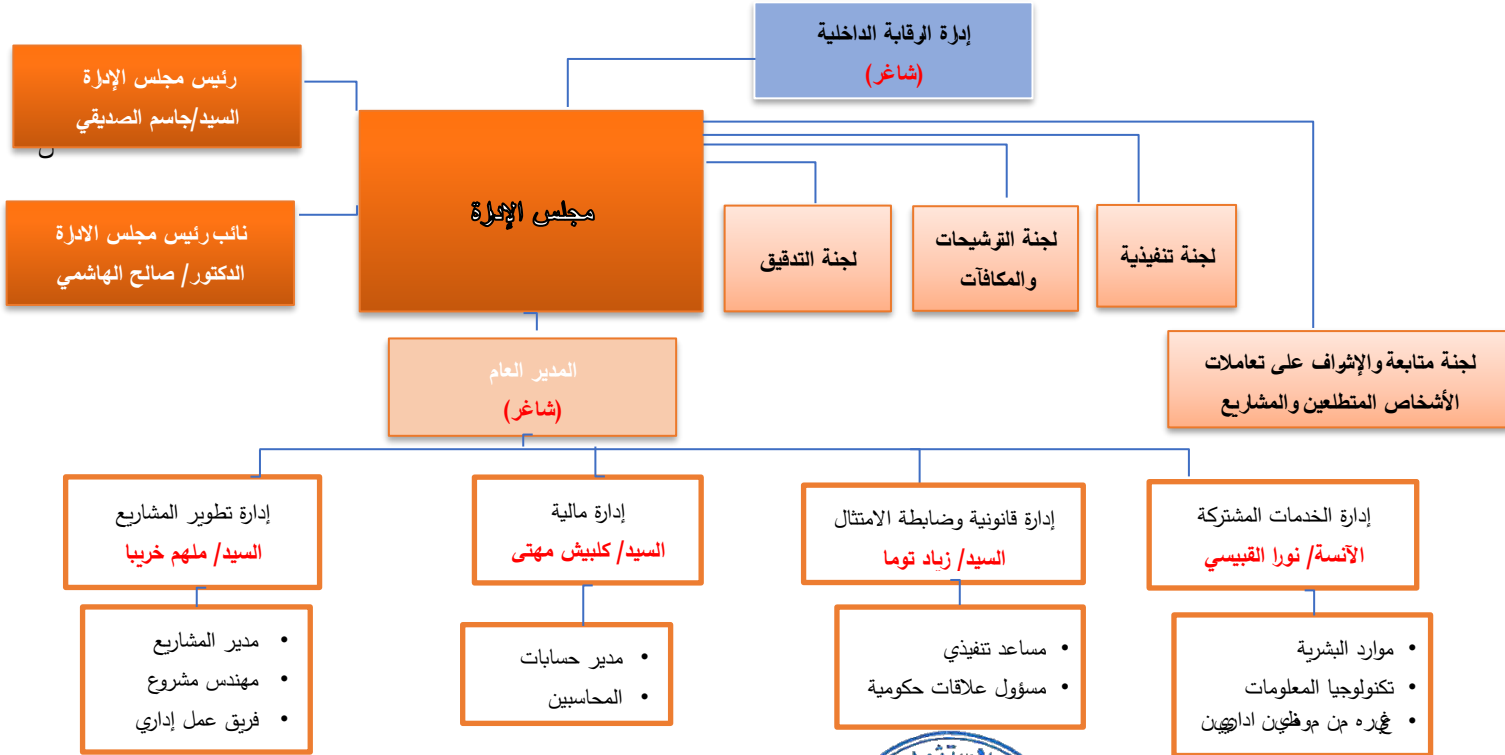 إدارة الرقابة الداخلية
(شاغر)
رئيس مجلس الإدارة
السيد/جاسم الصديقي
نائب رئيس مجلس الادارة
الدكتور/ صالح الهاشمي
مجلس الإدارة
لجنة التدقيق
لجنة الترشيحات
والمكافآت
لجنة تنفيذية
لجنة متابعة والإشراف على تعاملات
الأشخاص المتطلعين والمشاريع
المدير العام
(شاغر)
إدارة الخدمات المشتركة
الآنسة/ نورا القبيسي
إدارة قانونية وضابطة الامتثال
السيد/ زياد توما
إدارة مالية
السيد/ كلبيش مهتى
إدارة تطوير المشاريع
السيد/ ملهم خريبا
• موارد البشرية
• تكنولوجيا المعلومات
• غيره من موظفين اداريين
• مساعد تنفيذي
• مسؤول علاقات حكومية
• مدير حسابات
• المحاسبين
• مدير المشاريع
• مهندس مشروع
• فريق عمل إداري